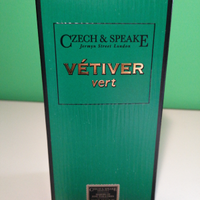 CZECH & SPEAKE
Jermyn Street London
VÉTIVER
vert